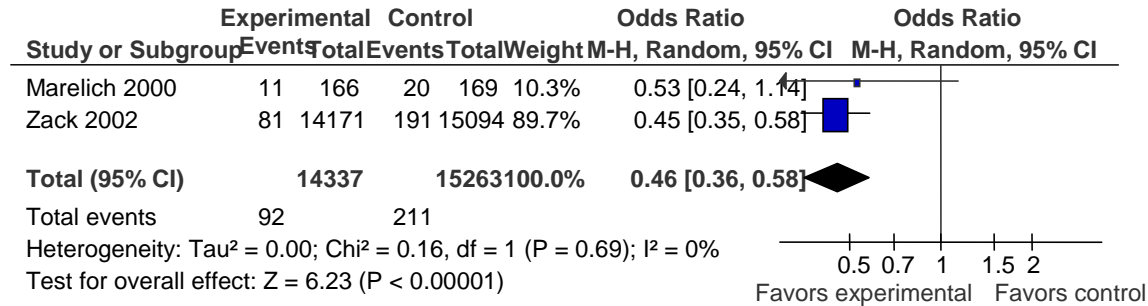 Experimental Control Odds Ratio Odds Ratio
Study or Subgroup Events Total Events Total Weight M-H, Random, 95% CI M-H, Random, 95% CI
Marelich 2000 11 166 20 169 10.3% 0.53 [0.24, 1.14]
Zack 2002 81 14171 191 15094 89.7% 0.45 [0.35, 0.58]
Total (95% CI) 14337 15263 100.0% 0.46 [0.36, 0.58]
Total events 92 211
Heterogeneity: Tau² = 0.00; Chi² = 0.16, df = 1 (P = 0.69); I² = 0%
Test for overall effect: Z = 6.23 (P < 0.00001)
0.5 0.7 1 1.5 2
Favors experimental Favors control